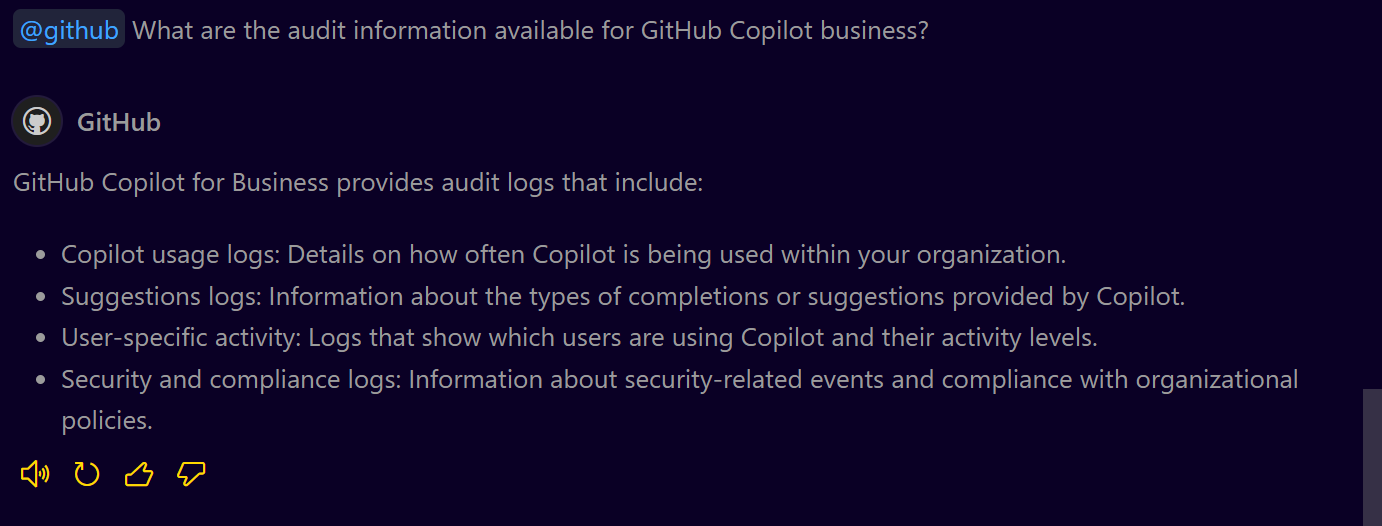 @github What are the audit information available for GitHub Copilot business?
GitHub
GitHub Copilot for Business provides audit logs that include:
• Copilot usage logs: Details on how often Copilot is being used within your organization.
• Suggestions logs: Information about the types of completions or suggestions provided by Copilot.
• User-specific activity: Logs that show which users are using Copilot and their activity levels.
• Security and compliance logs: Information about security-related events and compliance with organizational
policies.